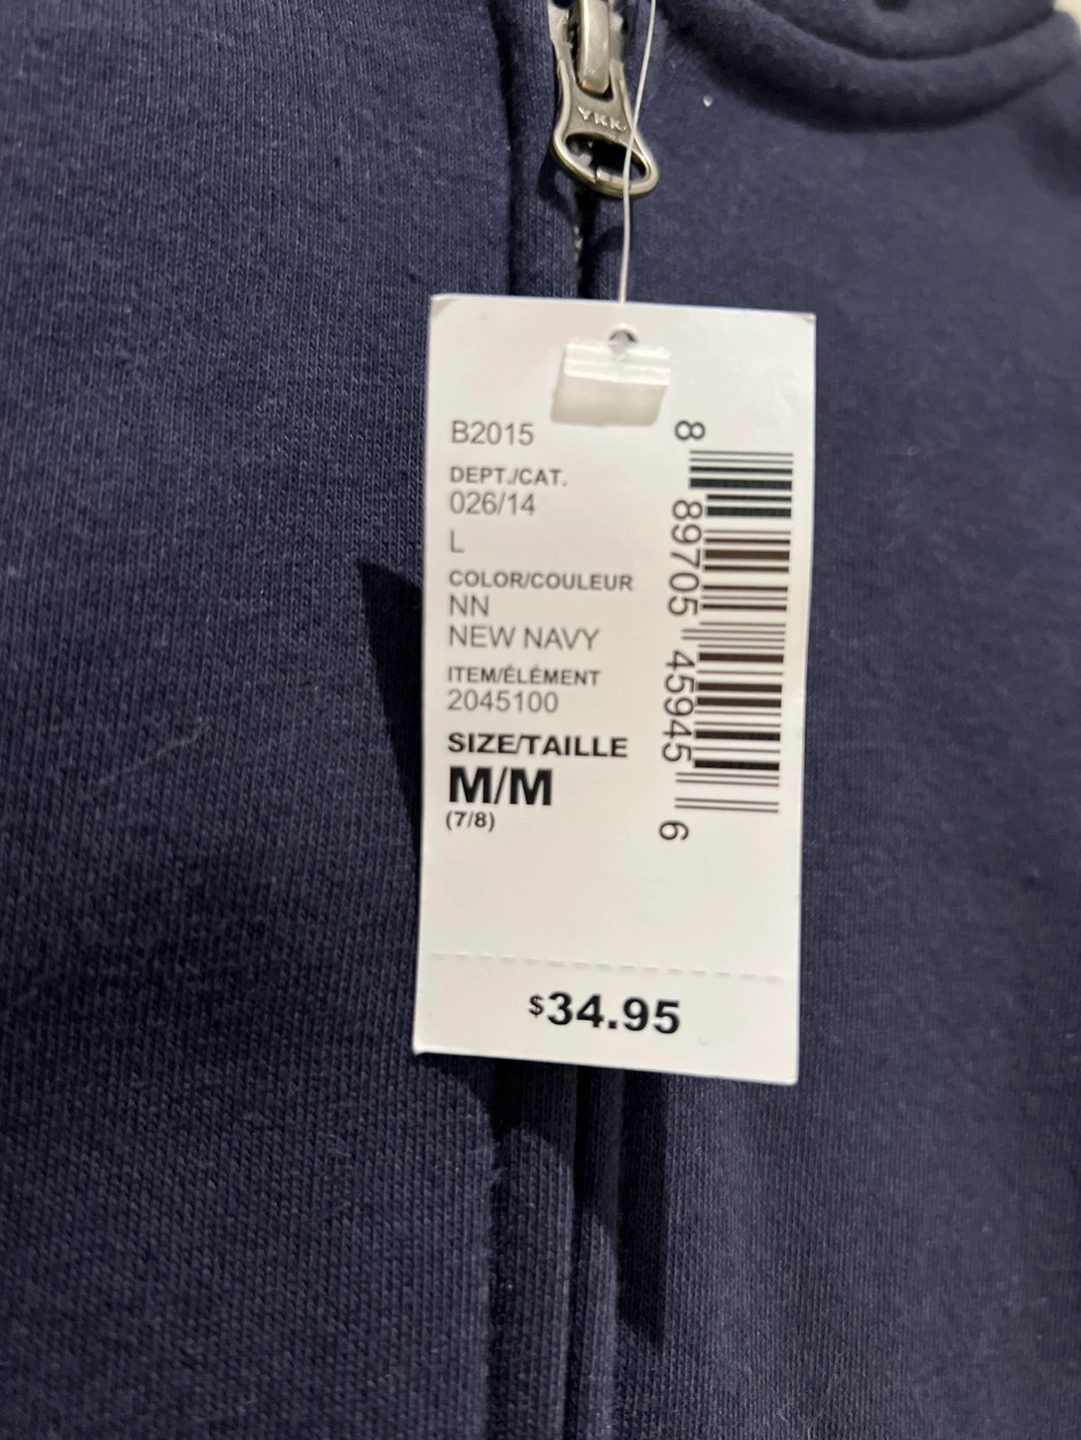 YKK
B2015
DEPT./CAT.
026/14
L
COLOR/COULEUR
NN
NEW NAVY
ITEM/ÉLÉMENT
2045100
SIZE/TAILLE
M/M
(7/8)
8 89705 45945 6
$34.95